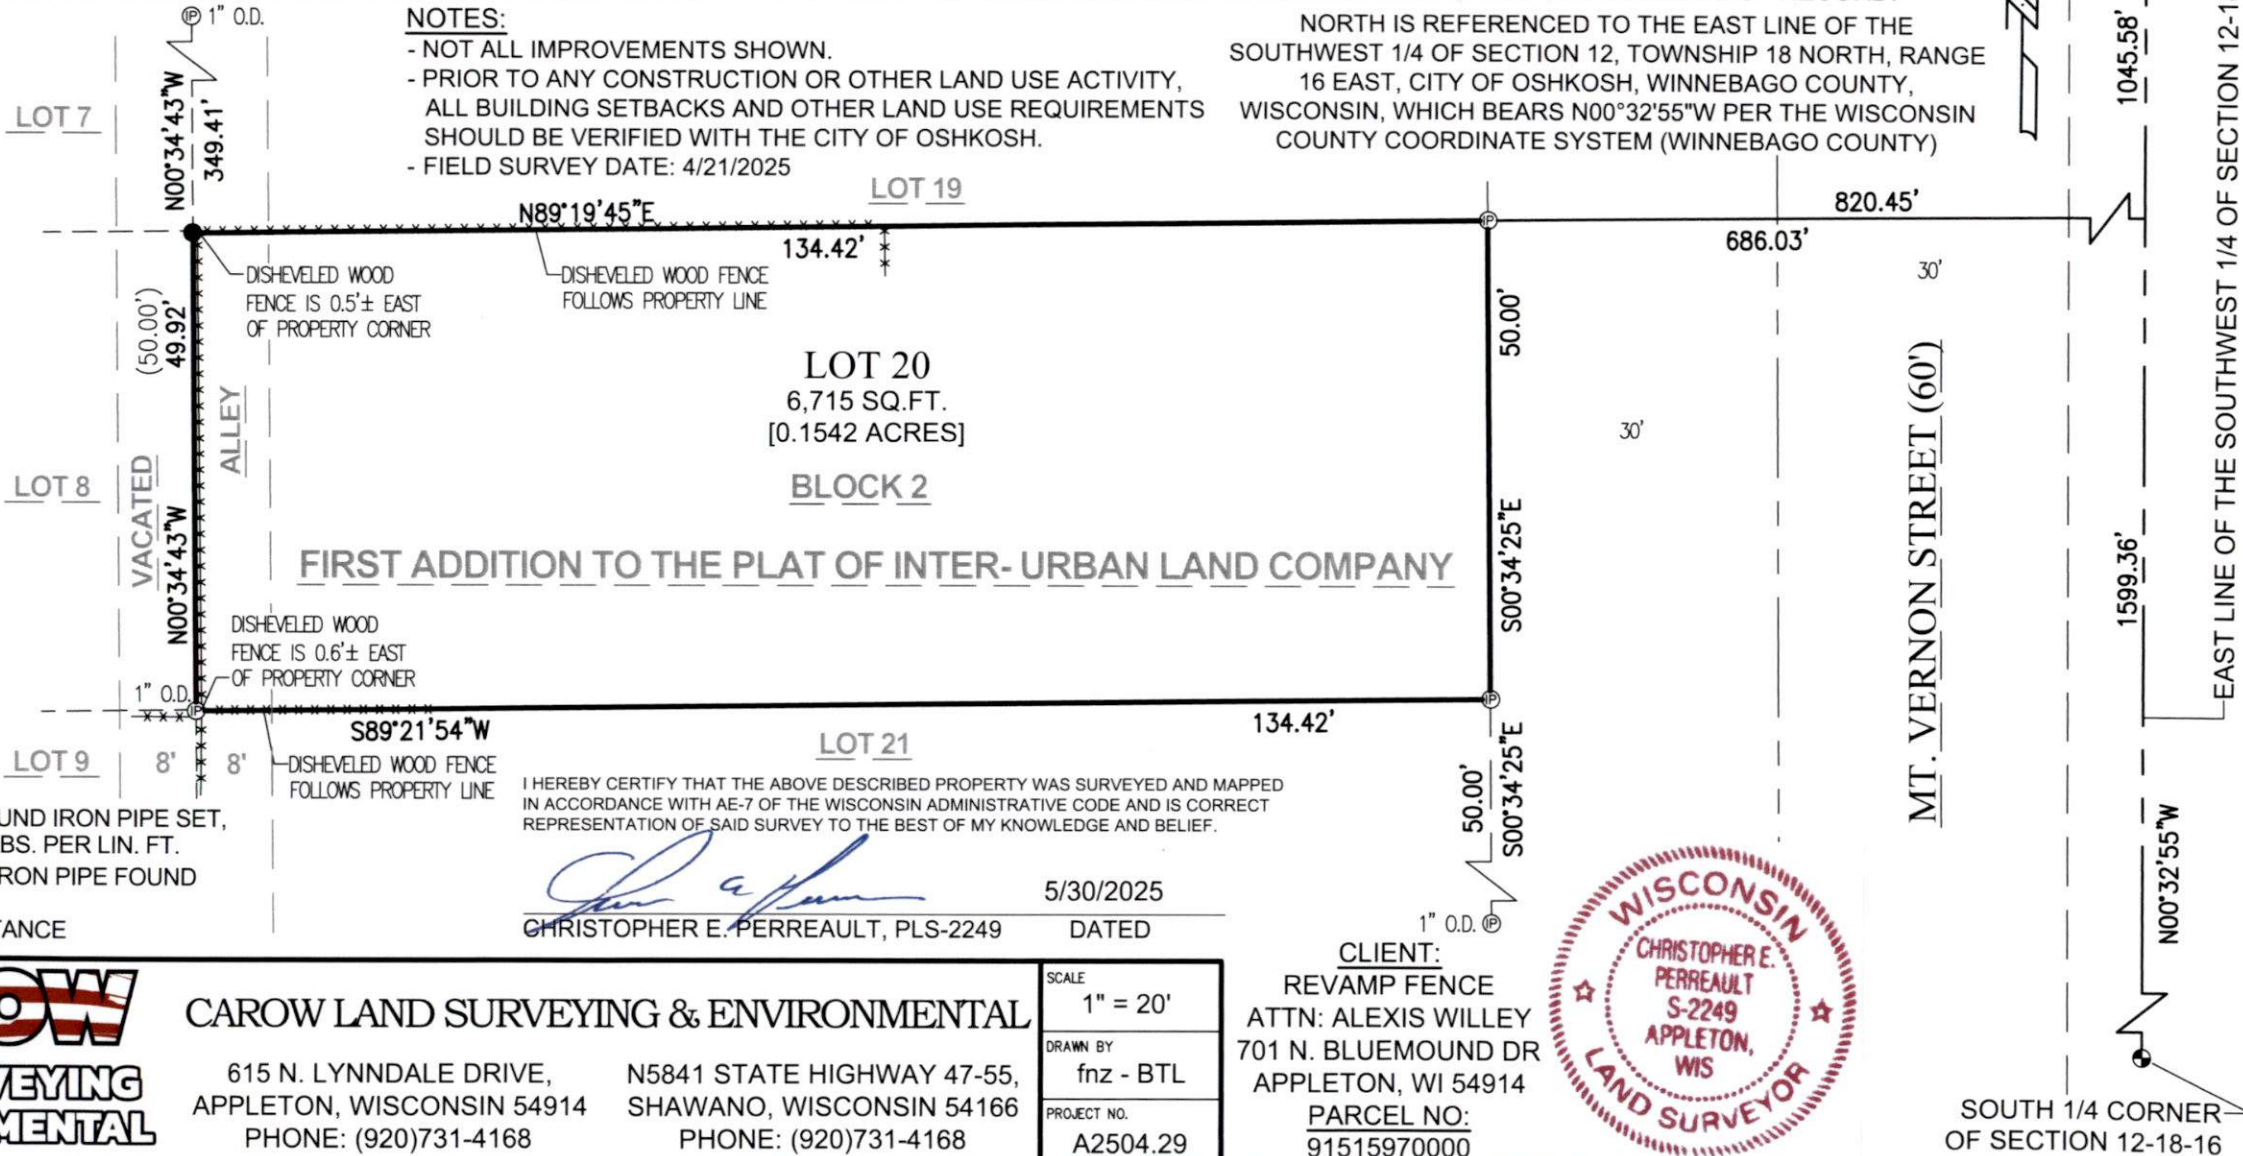 1" O.D.
NOTES:
- NOT ALL IMPROVEMENTS SHOWN.
- PRIOR TO ANY CONSTRUCTION OR OTHER LAND USE ACTIVITY,
ALL BUILDING SETBACKS AND OTHER LAND USE REQUIREMENTS
SHOULD BE VERIFIED WITH THE CITY OF OSHKOSH.
- FIELD SURVEY DATE: 4/21/2025
NORTH IS REFERENCED TO THE EAST LINE OF THE
SOUTHWEST 1/4 OF SECTION 12, TOWNSHIP 18 NORTH, RANGE
16 EAST, CITY OF OSHKOSH, WINNEBAGO COUNTY,
WISCONSIN, WHICH BEARS N00°32'55"W PER THE WISCONSIN
COUNTY COORDINATE SYSTEM (WINNEBAGO COUNTY)
1045.58'
EAST LINE OF THE SOUTHWEST 1/4 OF SECTION 12-1
LOT 7
N00°34'43"W
349.41'
LOT 19
N89°19'45"E
134.42'
820.45'
686.03'
30'
DISHEVELED WOOD
FENCE IS 0.5'± EAST
OF PROPERTY CORNER
DISHEVELED WOOD FENCE
FOLLOWS PROPERTY LINE
(50.00')
49.92'
50.00'
LOT 20
6,715 SQ.FT.
[0.1542 ACRES]
30'
ALLEY
LOT 8
VACATED
BLOCK 2
N00°34'43"W
S00°34'25"E
MT. VERNON STREET (60')
1599.36'
FIRST ADDITION TO THE PLAT OF INTER- URBAN LAND COMPANY
DISHEVELED WOOD
FENCE IS 0.6'± EAST
OF PROPERTY CORNER
1" O.D.
IP
S89°21'54"W
134.42'
LOT 9
8'
8'
DISHEVELED WOOD FENCE
FOLLOWS PROPERTY LINE
LOT 21
50.00'
S00°34'25"E
I HEREBY CERTIFY THAT THE ABOVE DESCRIBED PROPERTY WAS SURVEYED AND MAPPED
IN ACCORDANCE WITH AE-7 OF THE WISCONSIN ADMINISTRATIVE CODE AND IS CORRECT
REPRESENTATION OF SAID SURVEY TO THE BEST OF MY KNOWLEDGE AND BELIEF.
UND IRON PIPE SET,
BS. PER LIN. FT.
RON PIPE FOUND
TANCE
5/30/2025
CHRISTOPHER E. PERREAULT, PLS-2249
DATED
1" O.D. IP
N00°32'55"W
OW
VEYING
MENTAL
CAROW LAND SURVEYING & ENVIRONMENTAL
615 N. LYNNDALE DRIVE,
APPLETON, WISCONSIN 54914
PHONE: (920)731-4168
N5841 STATE HIGHWAY 47-55,
SHAWANO, WISCONSIN 54166
PHONE: (920)731-4168
SCALE
1" = 20'
DRAWN BY
fnz - BTL
PROJECT NO.
A2504.29
CLIENT:
REVAMP FENCE
ATTN: ALEXIS WILLEY
701 N. BLUEMOUND DR
APPLETON, WI 54914
PARCEL NO:
91515970000
WISCONSIN
CHRISTOPHER E.
PERREAULT
S-2249
APPLETON,
WIS
LAND SURVEYOR
SOUTH 1/4 CORNER
OF SECTION 12-18-16